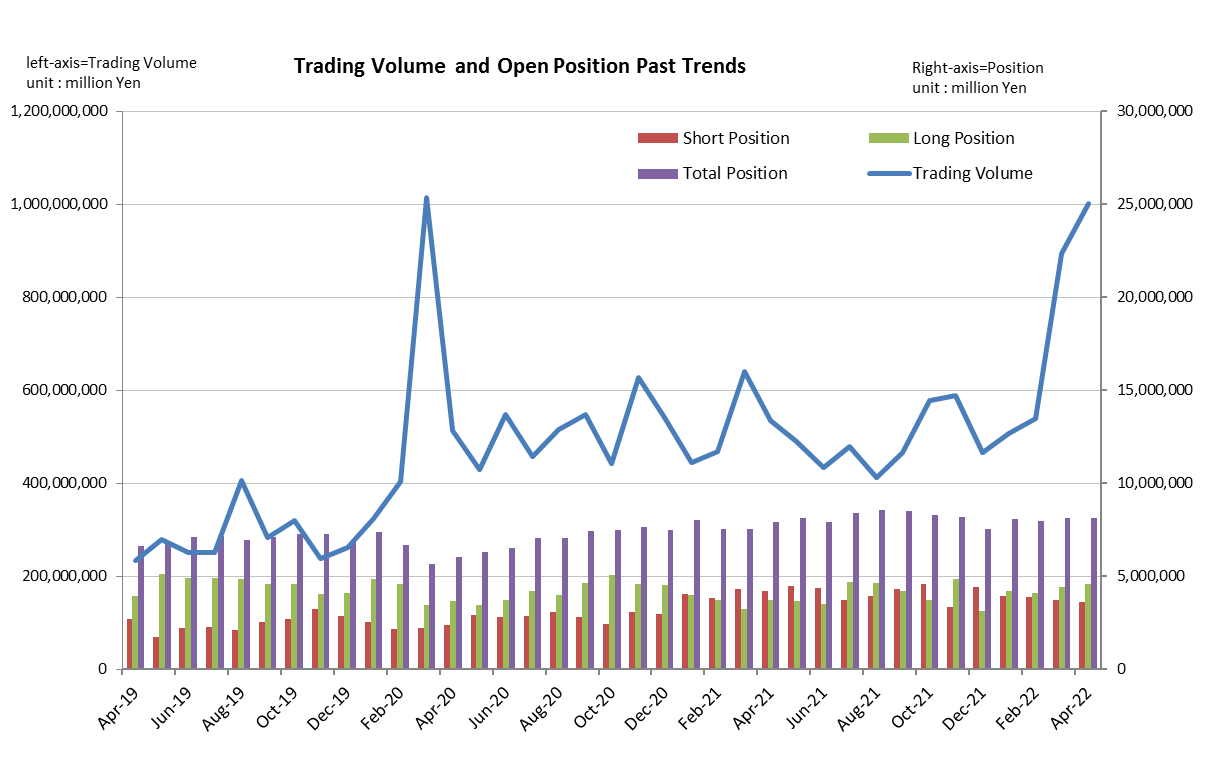 left-axis=Trading Volume
unit : million Yen
Trading Volume and Open Position Past Trends
Right-axis=Position
unit : million Yen
1,200,000,000
1,000,000,000
800,000,000
600,000,000
400,000,000
200,000,000
0
30,000,000
25,000,000
20,000,000
15,000,000
10,000,000
5,000,000
0
Short Position
Long Position
Total Position
Trading Volume
Apr-19
Jun-19
Aug-19
Oct-19
Dec-19
Feb-20
Apr-20
Jun-20
Aug-20
Oct-20
Dec-20
Feb-21
Apr-21
Jun-21
Aug-21
Oct-21
Dec-21
Feb-22
Apr-22